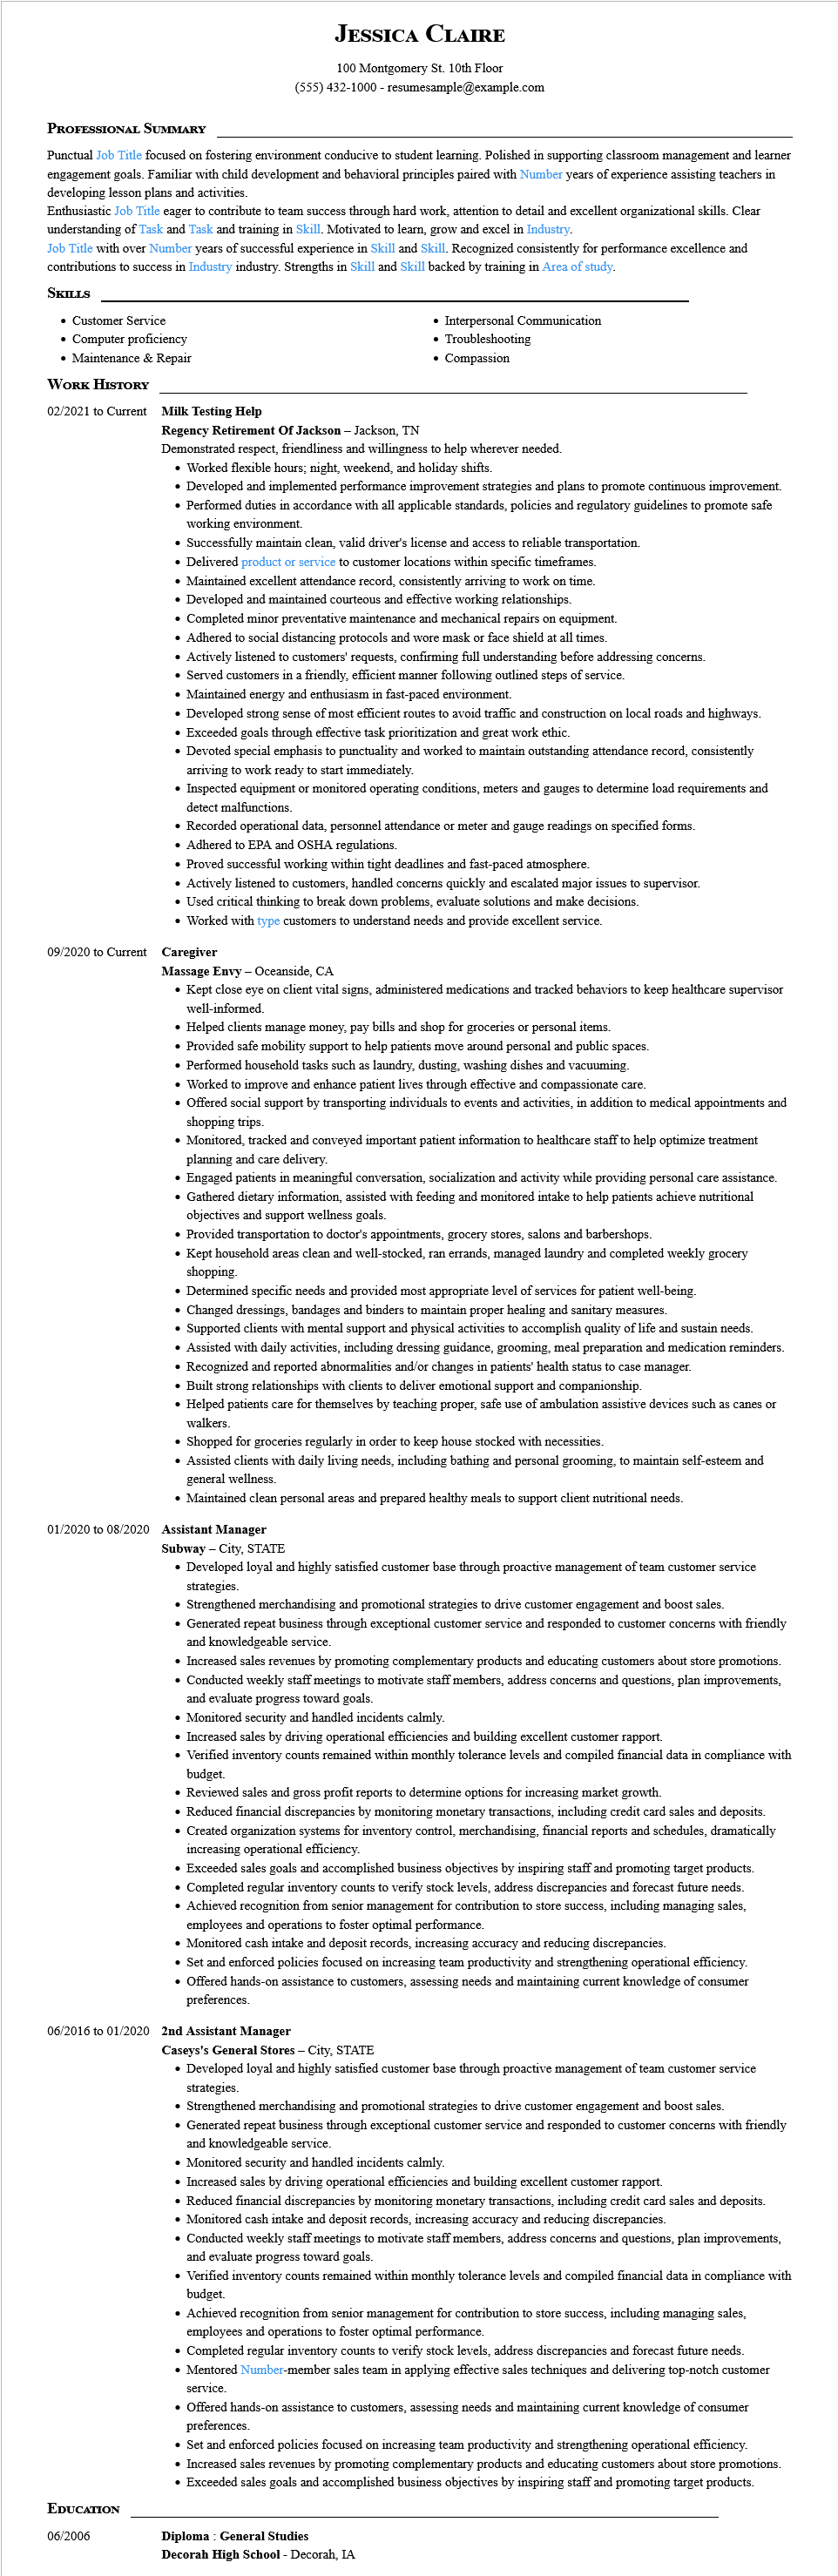 Jessica Claire
100 Montgomery St. 10th Floor
(555) 432-1000 - resumesample@example.com
Professional Summary
Punctual Job Title focused on fostering environment conducive to student learning. Polished in supporting classroom management and learner
engagement goals. Familiar with child development and behavioral principles paired with Number years of experience assisting teachers in
developing lesson plans and activities.
Enthusiastic Job Title eager to contribute to team success through hard work, attention to detail and excellent organizational skills. Clear
understanding of Task and Task and training in Skill. Motivated to learn, grow and excel in Industry.
Job Title with over Number years of successful experience in Skill and Skill. Recognized consistently for performance excellence and
contributions to success in Industry industry. Strengths in Skill and Skill backed by training in Area of study.
Skills
• Customer Service
• Computer proficiency
• Maintenance & Repair
• Interpersonal Communication
• Troubleshooting
• Compassion
Work History
02/2021 to Current Milk Testing Help
Regency Retirement Of Jackson – Jackson, TN
Demonstrated respect, friendliness and willingness to help wherever needed.
• Worked flexible hours; night, weekend, and holiday shifts.
• Developed and implemented performance improvement strategies and plans to promote continuous improvement.
• Performed duties in accordance with all applicable standards, policies and regulatory guidelines to promote safe
working environment.
• Successfully maintain clean, valid driver's license and access to reliable transportation.
• Delivered product or service to customer locations within specific timeframes.
• Maintained excellent attendance record, consistently arriving to work on time.
• Developed and maintained courteous and effective working relationships.
• Completed minor preventative maintenance and mechanical repairs on equipment.
• Adhered to social distancing protocols and wore mask or face shield at all times.
• Actively listened to customers' requests, confirming full understanding before addressing concerns.
• Served customers in a friendly, efficient manner following outlined steps of service.
• Maintained energy and enthusiasm in fast-paced environment.
• Developed strong sense of most efficient routes to avoid traffic and construction on local roads and highways.
• Exceeded goals through effective task prioritization and great work ethic.
• Devoted special emphasis to punctuality and worked to maintain outstanding attendance record, consistently
arriving to work ready to start immediately.
• Inspected equipment or monitored operating conditions, meters and gauges to determine load requirements and
detect malfunctions.
• Recorded operational data, personnel attendance or meter and gauge readings on specified forms.
• Adhered to EPA and OSHA regulations.
• Proved successful working within tight deadlines and fast-paced atmosphere.
• Actively listened to customers, handled concerns quickly and escalated major issues to supervisor.
• Used critical thinking to break down problems, evaluate solutions and make decisions.
• Worked with type customers to understand needs and provide excellent service.
09/2020 to Current Caregiver
Massage Envy – Oceanside, CA
• Kept close eye on client vital signs, administered medications and tracked behaviors to keep healthcare supervisor
well-informed.
• Helped clients manage money, pay bills and shop for groceries or personal items.
• Provided safe mobility support to help patients move around personal and public spaces.
• Performed household tasks such as laundry, dusting, washing dishes and vacuuming.
• Worked to improve and enhance patient lives through effective and compassionate care.
• Offered social support by transporting individuals to events and activities, in addition to medical appointments and
shopping trips.
• Monitored, tracked and conveyed important patient information to healthcare staff to help optimize treatment
planning and care delivery.
• Engaged patients in meaningful conversation, socialization and activity while providing personal care assistance.
• Gathered dietary information, assisted with feeding and monitored intake to help patients achieve nutritional
objectives and support wellness goals.
• Provided transportation to doctor's appointments, grocery stores, salons and barbershops.
• Kept household areas clean and well-stocked, ran errands, managed laundry and completed weekly grocery
shopping.
• Determined specific needs and provided most appropriate level of services for patient well-being.
• Changed dressings, bandages and binders to maintain proper healing and sanitary measures.
• Supported clients with mental support and physical activities to accomplish quality of life and sustain needs.
• Assisted with daily activities, including dressing guidance, grooming, meal preparation and medication reminders.
• Recognized and reported abnormalities and/or changes in patients' health status to case manager.
• Built strong relationships with clients to deliver emotional support and companionship.
• Helped patients care for themselves by teaching proper, safe use of ambulation assistive devices such as canes or
walkers.
• Shopped for groceries regularly in order to keep house stocked with necessities.
• Assisted clients with daily living needs, including bathing and personal grooming, to maintain self-esteem and
general wellness.
• Maintained clean personal areas and prepared healthy meals to support client nutritional needs.
01/2020 to 08/2020 Assistant Manager
Subway – City, STATE
• Developed loyal and highly satisfied customer base through proactive management of team customer service
strategies.
• Strengthened merchandising and promotional strategies to drive customer engagement and boost sales.
• Generated repeat business through exceptional customer service and responded to customer concerns with friendly
and knowledgeable service.
• Increased sales revenues by promoting complementary products and educating customers about store promotions.
• Conducted weekly staff meetings to motivate staff members, address concerns and questions, plan improvements,
and evaluate progress toward goals.
• Monitored security and handled incidents calmly.
• Increased sales by driving operational efficiencies and building excellent customer rapport.
• Verified inventory counts remained within monthly tolerance levels and compiled financial data in compliance with
budget.
• Reviewed sales and gross profit reports to determine options for increasing market growth.
• Reduced financial discrepancies by monitoring monetary transactions, including credit card sales and deposits.
• Created organization systems for inventory control, merchandising, financial reports and schedules, dramatically
increasing operational efficiency.
• Exceeded sales goals and accomplished business objectives by inspiring staff and promoting target products.
• Completed regular inventory counts to verify stock levels, address discrepancies and forecast future needs.
• Achieved recognition from senior management for contribution to store success, including managing sales,
employees and operations to foster optimal performance.
• Monitored cash intake and deposit records, increasing accuracy and reducing discrepancies.
• Set and enforced policies focused on increasing team productivity and strengthening operational efficiency.
• Offered hands-on assistance to customers, assessing needs and maintaining current knowledge of consumer
preferences.
06/2016 to 01/2020 2nd Assistant Manager
Caseys's General Stores – City, STATE
• Developed loyal and highly satisfied customer base through proactive management of team customer service
strategies.
• Strengthened merchandising and promotional strategies to drive customer engagement and boost sales.
• Generated repeat business through exceptional customer service and responded to customer concerns with friendly
and knowledgeable service.
• Monitored security and handled incidents calmly.
• Increased sales by driving operational efficiencies and building excellent customer rapport.
• Reduced financial discrepancies by monitoring monetary transactions, including credit card sales and deposits.
• Monitored cash intake and deposit records, increasing accuracy and reducing discrepancies.
• Conducted weekly staff meetings to motivate staff members, address concerns and questions, plan improvements,
and evaluate progress toward goals.
• Verified inventory counts remained within monthly tolerance levels and compiled financial data in compliance with
budget.
• Achieved recognition from senior management for contribution to store success, including managing sales,
employees and operations to foster optimal performance.
• Completed regular inventory counts to verify stock levels, address discrepancies and forecast future needs.
• Mentored Number-member sales team in applying effective sales techniques and delivering top-notch customer
service.
• Offered hands-on assistance to customers, assessing needs and maintaining current knowledge of consumer
preferences.
• Set and enforced policies focused on increasing team productivity and strengthening operational efficiency.
• Increased sales revenues by promoting complementary products and educating customers about store promotions.
• Exceeded sales goals and accomplished business objectives by inspiring staff and promoting target products.
Education
06/2006 Diploma : General Studies
Decorah High School - Decorah, IA